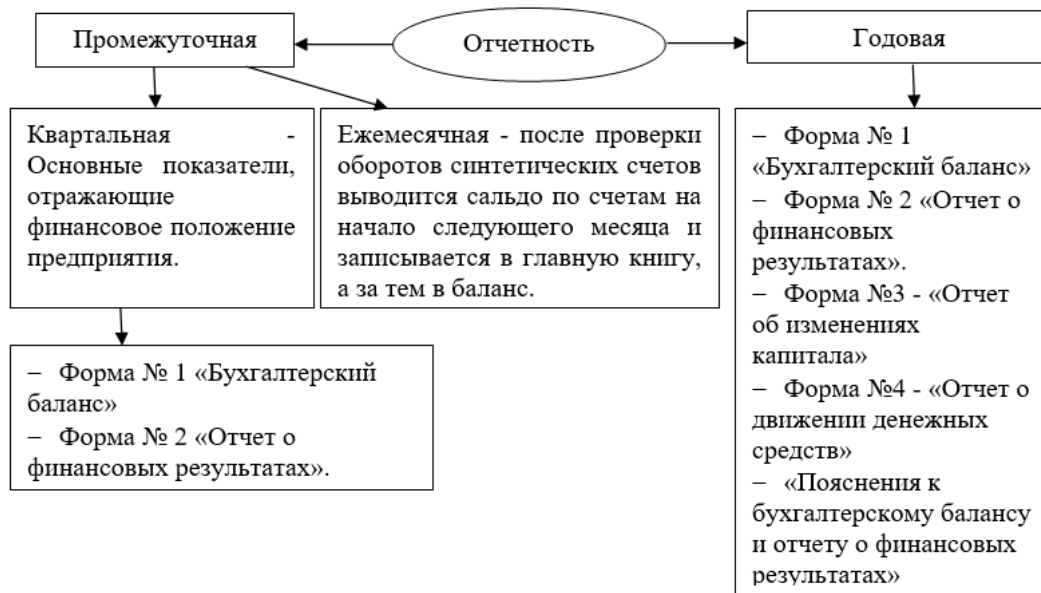 Промежуточная
Отчетность
Годовая
Квартальная -
Основные показатели,
отражающие
финансовое положение
предприятия.
Ежемесячная - после проверки
оборотов синтетических счетов
выводится сальдо по счетам на
начало следующего месяца и
записывается в главную книгу,
а за тем в баланс.
– Форма № 1 «Бухгалтерский
баланс»
– Форма № 2 «Отчет о
финансовых результатах».
– Форма № 1
«Бухгалтерский баланс»
– Форма № 2 «Отчет о
финансовых
результатах».
– Форма №3 - «Отчет
об изменениях
капитала»
– Форма №4 - «Отчет о
движении денежных
средств»
– «Пояснения к
бухгалтерскому балансу
и отчету о финансовых
результатах»